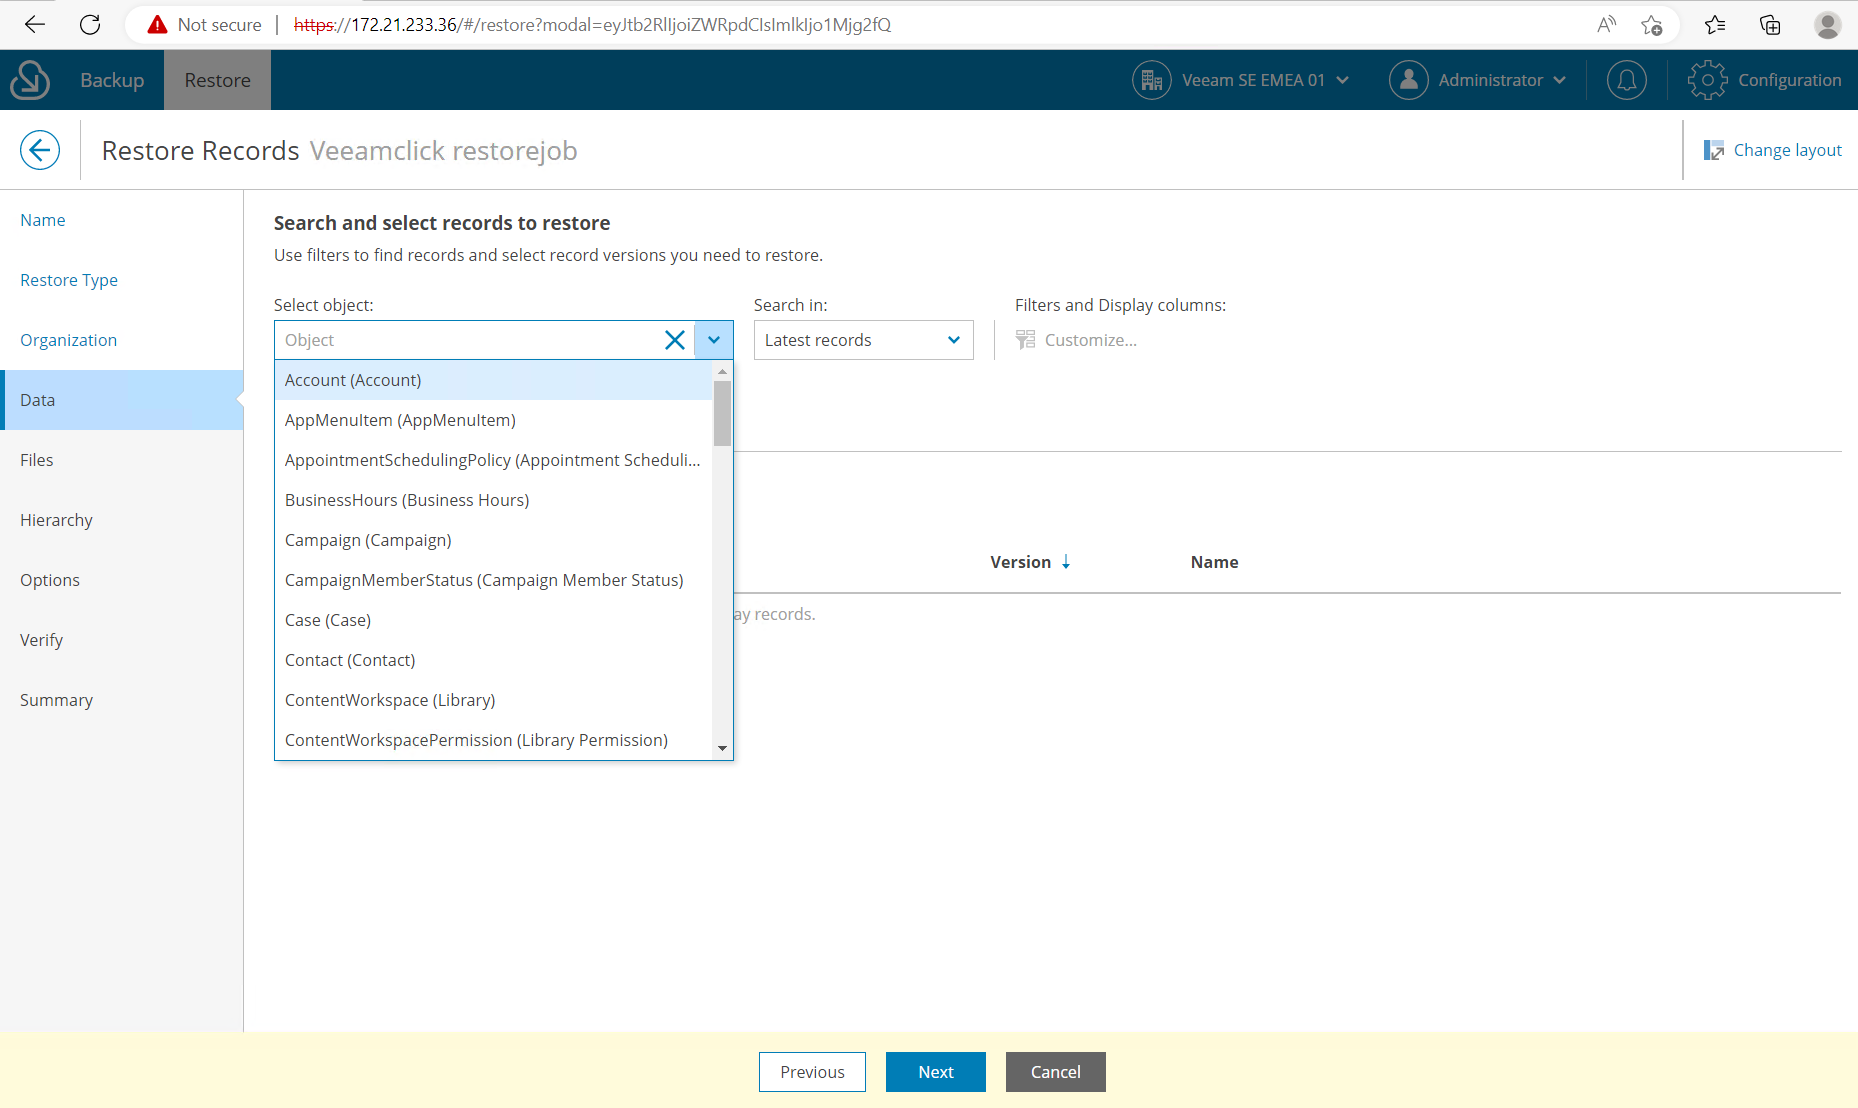 Not secure | https://172.21.233.36/#/restore?modal=eyJtb2RlIjoiZWRpdCIsImlkIjo1Mjg2fQ
Backup Restore Veeam SE EMEA 01 Administrator Configuration
Restore Records Veeamclick restorejob Change layout
Name
Restore Type
Organization
Data
Files
Hierarchy
Options
Verify
Summary
Search and select records to restore
Use filters to find records and select record versions you need to restore.
Select object: Search in: Filters and Display columns:
Object Latest records Customize...
Account (Account)
AppMenuItem (AppMenuItem)
AppointmentSchedulingPolicy (Appointment Scheduli...
BusinessHours (Business Hours)
Campaign (Campaign)
CampaignMemberStatus (Campaign Member Status)
Case (Case)
Contact (Contact)
ContentWorkspace (Library)
ContentWorkspacePermission (Library Permission)
Version Name
ay records.
Previous Next Cancel